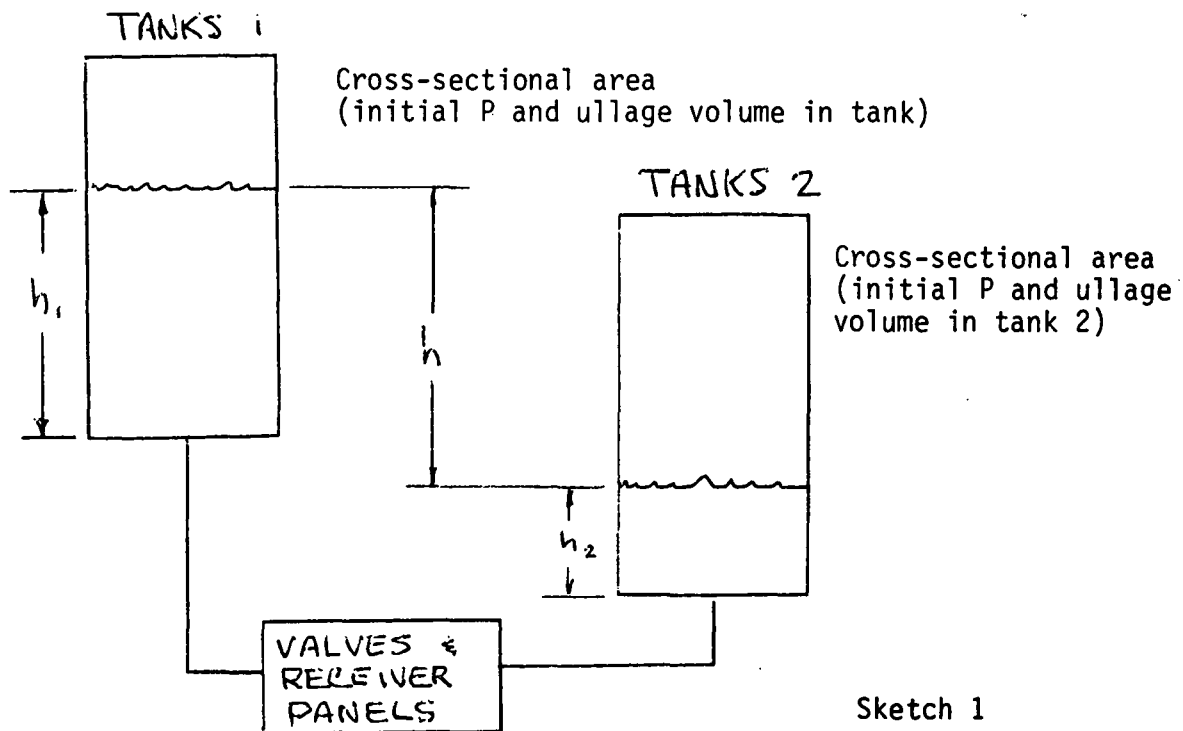 TANKS 1
Cross-sectional area
(initial P and ullage volume in tank)
TANKS 2
Cross-sectional area
(initial P and ullage
volume in tank 2)
h₁
h
h₂
VALVES &
RECEIVER
PANELS
Sketch 1